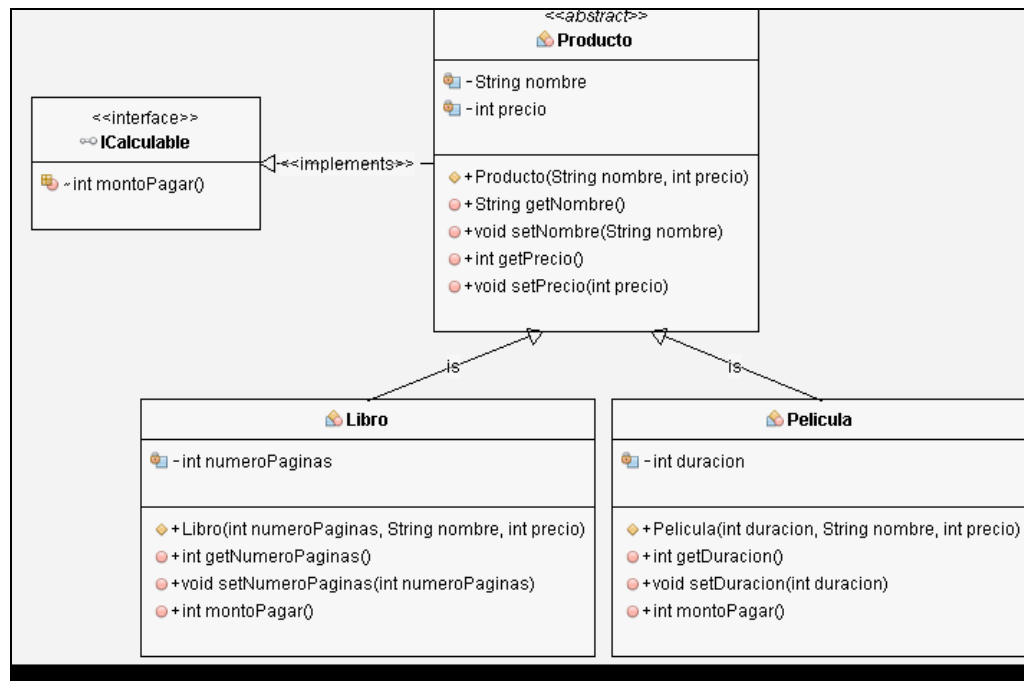 <<abstract>>
Producto
-String nombre
-int precio
+Producto(String nombre, int precio)
+String getNombre()
+void setNombre(String nombre)
+int getPrecio()
+void setPrecio(int precio)
<<interface>>
ICalculable
~int montoPagar()
<<implements>>
is
is
Libro
-int numeroPaginas
+Libro(int numeroPaginas, String nombre, int precio)
+int getNumeroPaginas()
+void setNumeroPaginas(int numeroPaginas)
+int montoPagar()
Pelicula
-int duracion
+Pelicula(int duracion, String nombre, int precio)
+int getDuracion()
+void setDuracion(int duracion)
+int montoPagar()